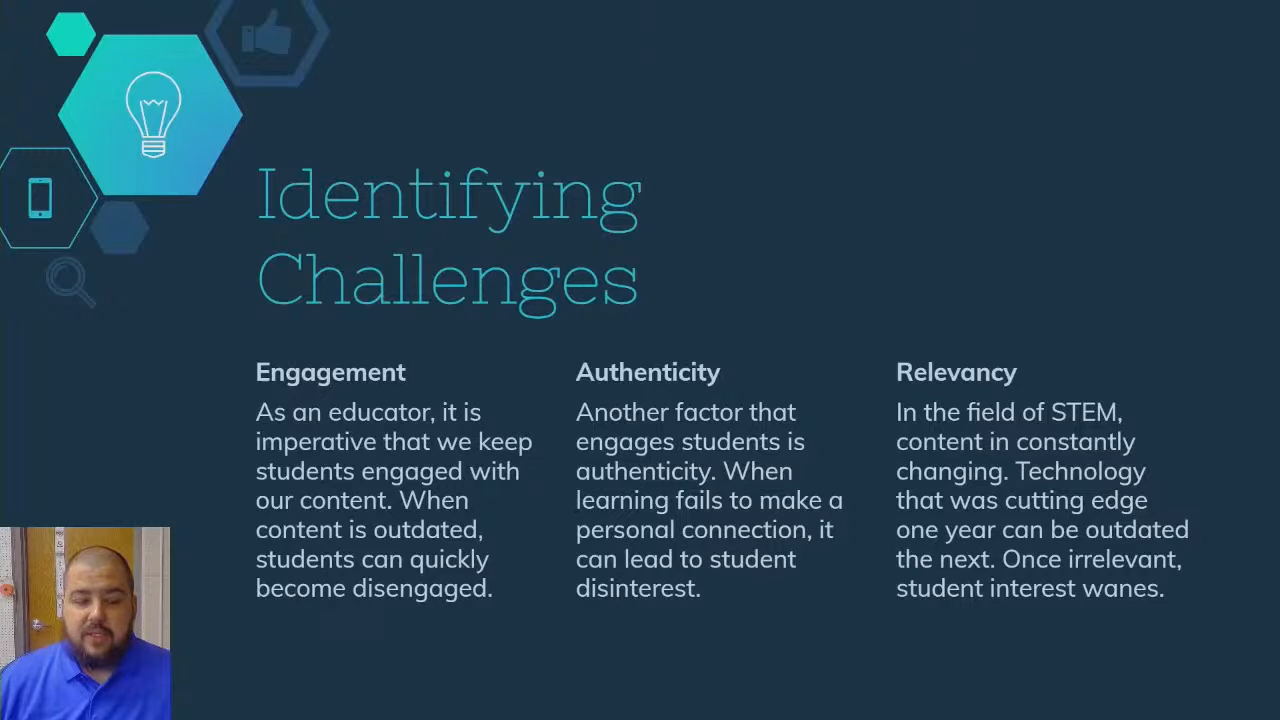 Identifying
Challenges
Engagement
As an educator, it is
imperative that we keep
students engaged with
our content. When
content is outdated,
students can quickly
become disengaged.
Authenticity
Another factor that
engages students is
authenticity. When
learning fails to make a
personal connection, it
can lead to student
disinterest.
Relevancy
In the field of STEM,
content in constantly
changing. Technology
that was cutting edge
one year can be outdated
the next. Once irrelevant,
student interest wanes.